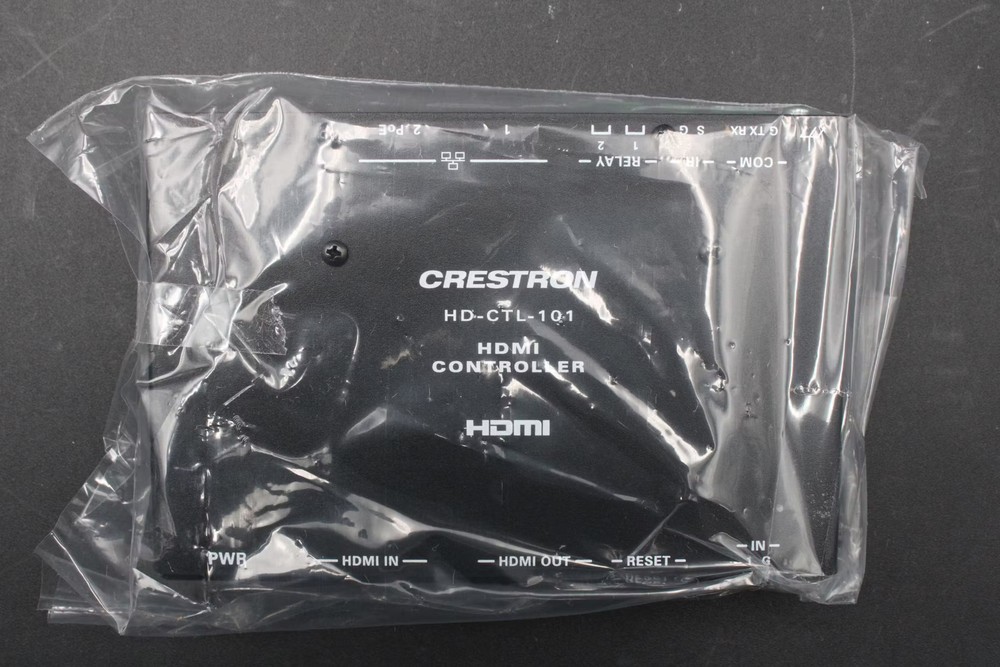 G TX RX S G 1 2, PoE
1 2
COM IR RELAY
CRESTRON
HD-CTL-101
HDMI
CONTROLLER
HDMI
PWR HDMI IN HDMI OUT RESET IN
G